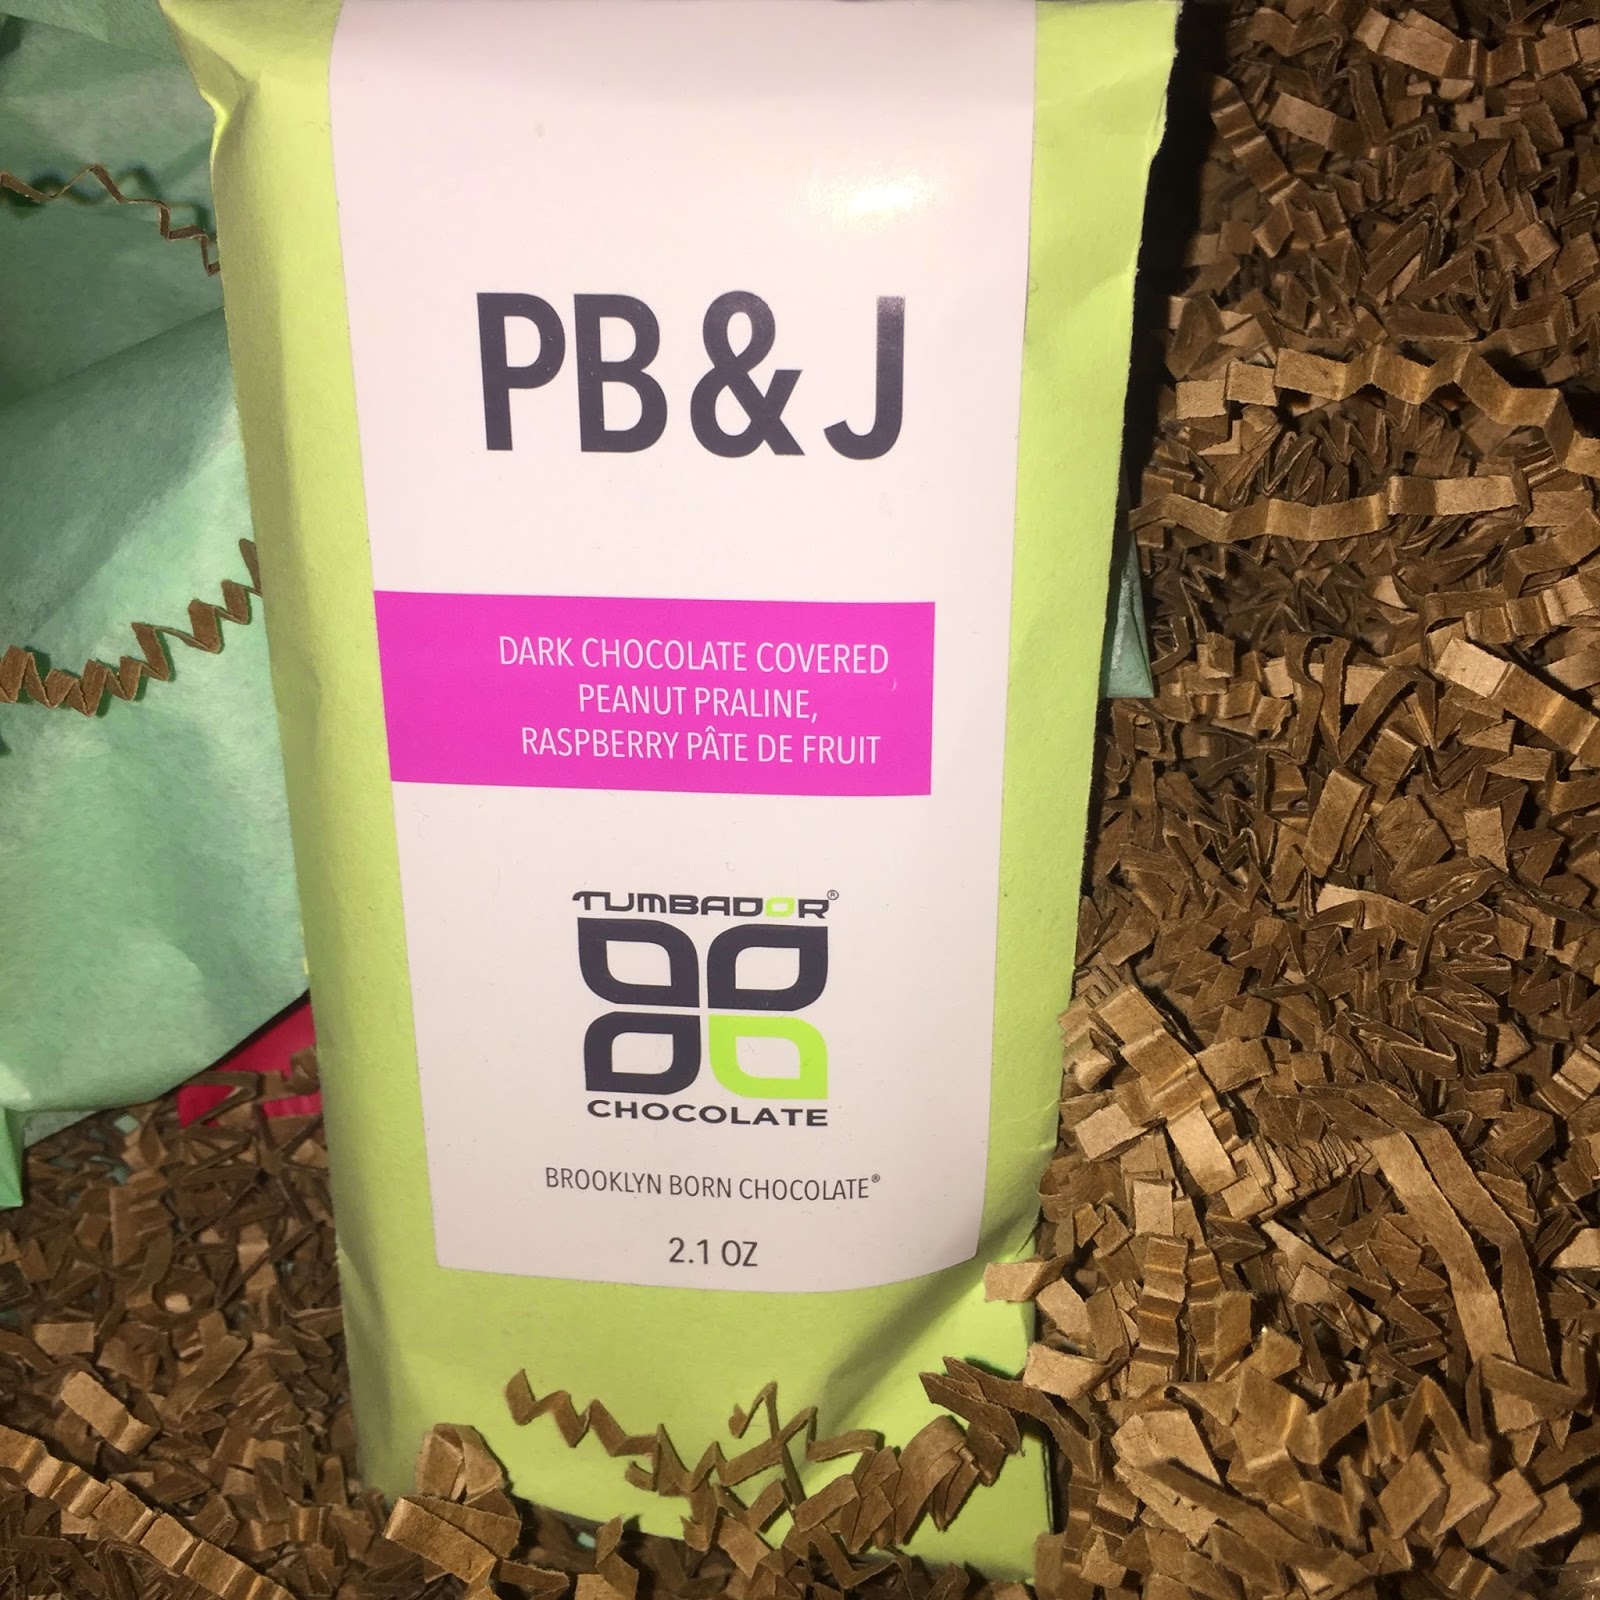 PB & J
DARK CHOCOLATE COVERED
PEANUT PRALINE,
RASPBERRY PÂTE DE FRUIT
TUMBADOR®
CHOCOLATE
BROOKLYN BORN CHOCOLATE®
2.1 OZ